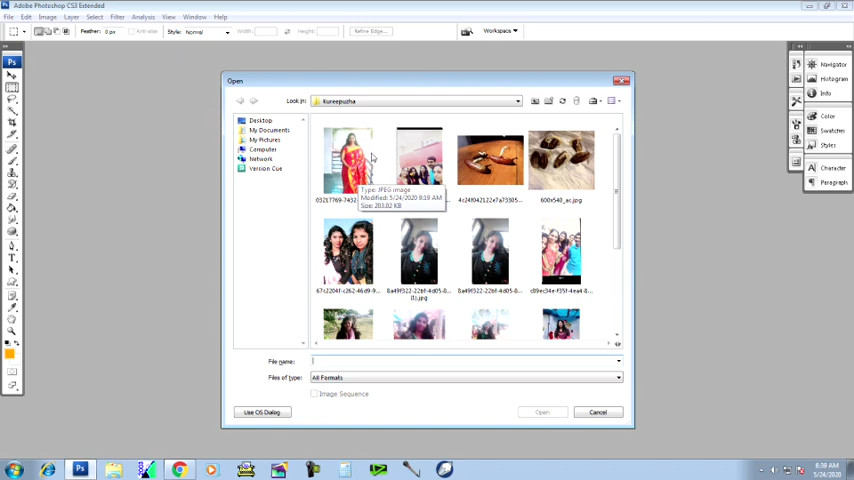 Adobe Photoshop CS3 Extended
File Edit Image Layer Select Filter Analysis View Window Help
Feather: 0 px Anti-alias Style: Normal Width: Height: Refine Edge... Workspace
Ps
Open
Look in: Kureepuzha
Desktop
My Documents
My Pictures
Computer
Network
Version Cue
Type: JPEG image
Modified: 5/24/2020 9:19 AM
Size: 203.02 KB
600x540_ac.jpg
File name:
Files of type: All Formats
Image Sequence
Use OS Dialog Open Cancel
Navigator
Histogram
Info
Color
Swatches
Styles
Character
Paragraph
Ps
8:39 AM
5/24/2020